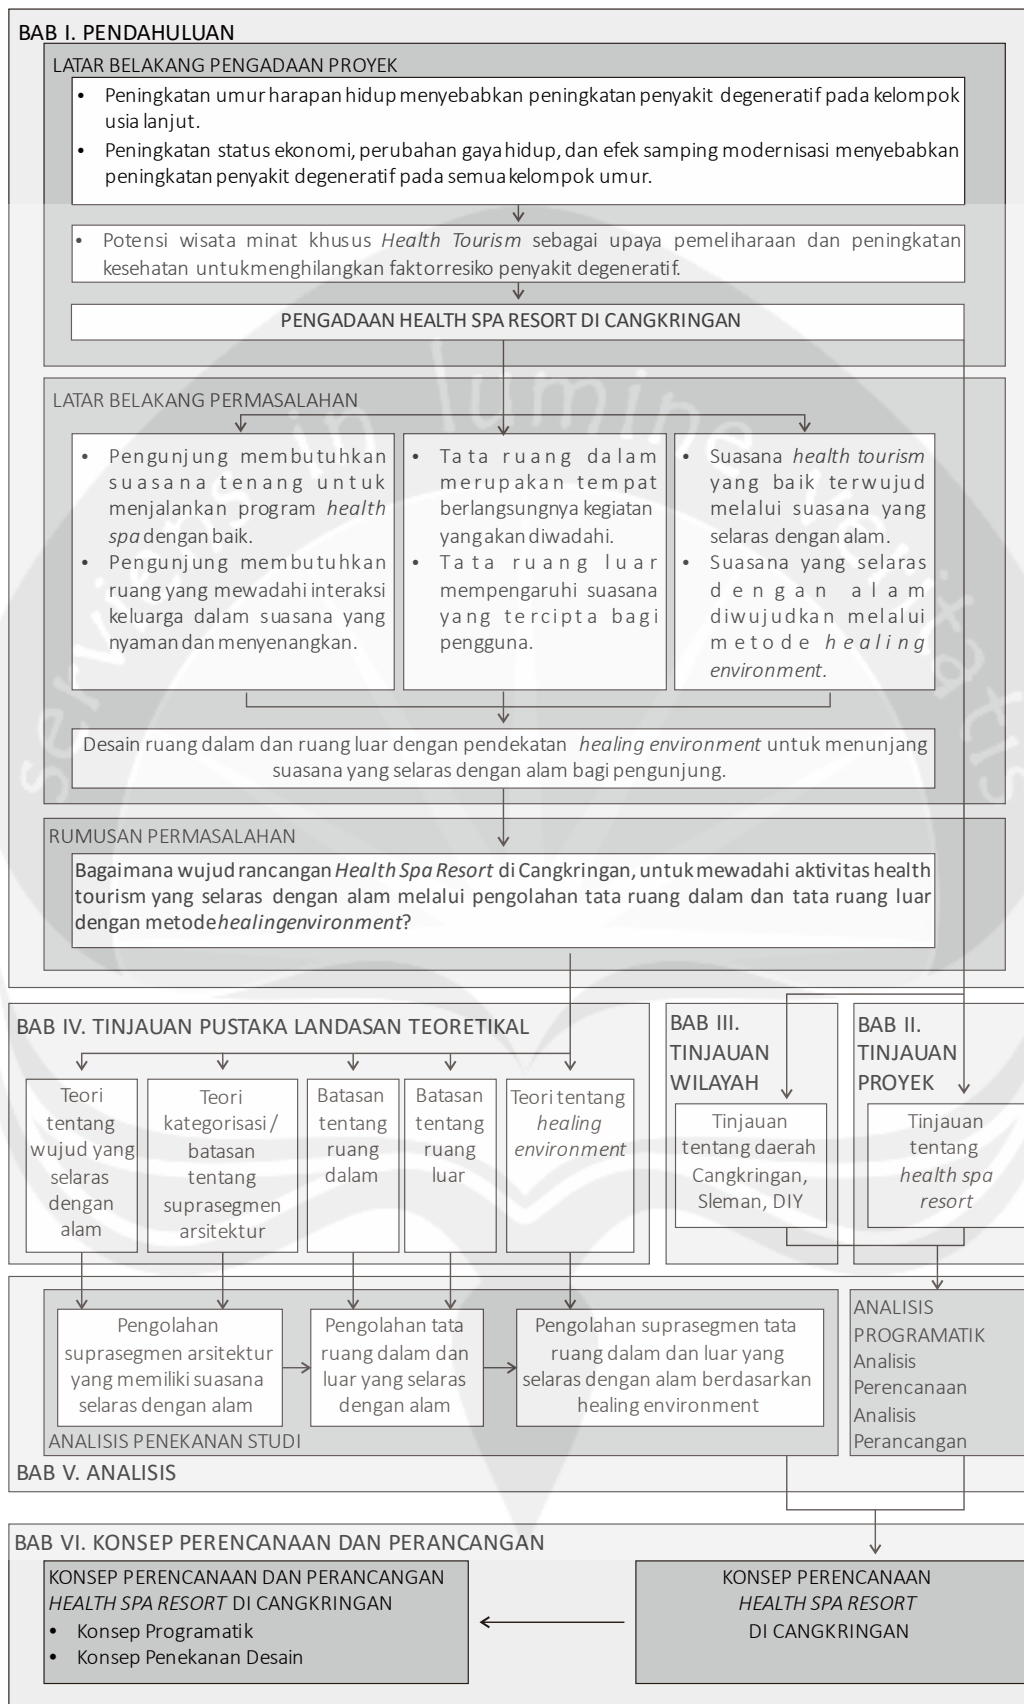 BAB I. PENDAHULUAN
LATAR BELAKANG PENGADAAN PROYEK
• Peningkatan umur harapan hidup menyebabkan peningkatan penyakit degeneratif pada kelompok
usia lanjut.
• Peningkatan status ekonomi, perubahan gaya hidup, dan efek samping modernisasi menyebabkan
peningkatan penyakit degeneratif pada semua kelompok umur.
• Potensi wisata minat khusus Health Tourism sebagai upaya pemeliharaan dan peningkatan
kesehatan untuk menghilangkan faktor resiko penyakit degeneratif.
PENGADAAN HEALTH SPA RESORT DI CANGKRINGAN
LATAR BELAKANG PERMASALAHAN
• Pengunjung membutuhkan
suasana tenang untuk
menjalankan program health
spa dengan baik.
• Pengunjung membutuhkan
ruang yang mewadahi interaksi
keluarga dalam suasana yang
nyaman dan menyenangkan.
• Tata ruang dalam
merupakan tempat
berlangsungnya kegiatan
yang akan diwadahi.
• Tata ruang luar
mempengaruhi suasana
yang tercipta bagi
pengguna.
• Suasana health tourism
yang baik terwujud
melalui suasana yang
selaras dengan alam.
• Suasana yang selaras
dengan alam
diwujudkan melalui
metode healing
environment.
Desain ruang dalam dan ruang luar dengan pendekatan healing environment untuk menunjang
suasana yang selaras dengan alam bagi pengunjung.
RUMUSAN PERMASALAHAN
Bagaimana wujud rancangan Health Spa Resort di Cangkringan, untuk mewadahi aktivitas health
tourism yang selaras dengan alam melalui pengolahan tata ruang dalam dan tata ruang luar
dengan metode healing environment?
BAB IV. TINJAUAN PUSTAKA LANDASAN TEORETIKAL
Teori
tentang
wujud yang
selaras
dengan
alam
Teori
kategorisasi /
batasan
tentang
suprasegmen
arsitektur
Batasan
tentang
ruang
dalam
Batasan
tentang
ruang
luar
Teori tentang
healing
environment
BAB III.
TINJAUAN
WILAYAH
Tinjauan
tentang daerah
Cangkringan,
Sleman, DIY
BAB II.
TINJAUAN
PROYEK
Tinjauan
tentang
health spa
resort
Pengolahan
suprasegmen arsitektur
yang memiliki suasana
selaras dengan alam
Pengolahan tata
ruang dalam dan
luar yang selaras
dengan alam
Pengolahan suprasegmen tata
ruang dalam dan luar yang
selaras dengan alam berdasarkan
healing environment
ANALISIS PENEKANAN STUDI
ANALISIS
PROGRAMATIK
Analisis
Perencanaan
Analisis
Perancangan
BAB V. ANALISIS
BAB VI. KONSEP PERENCANAAN DAN PERANCANGAN
KONSEP PERENCANAAN DAN PERANCANGAN
HEALTH SPA RESORT DI CANGKRINGAN
• Konsep Programatik
• Konsep Penekanan Desain
KONSEP PERENCANAAN
HEALTH SPA RESORT
DI CANGKRINGAN
serviens in lumine veritatis